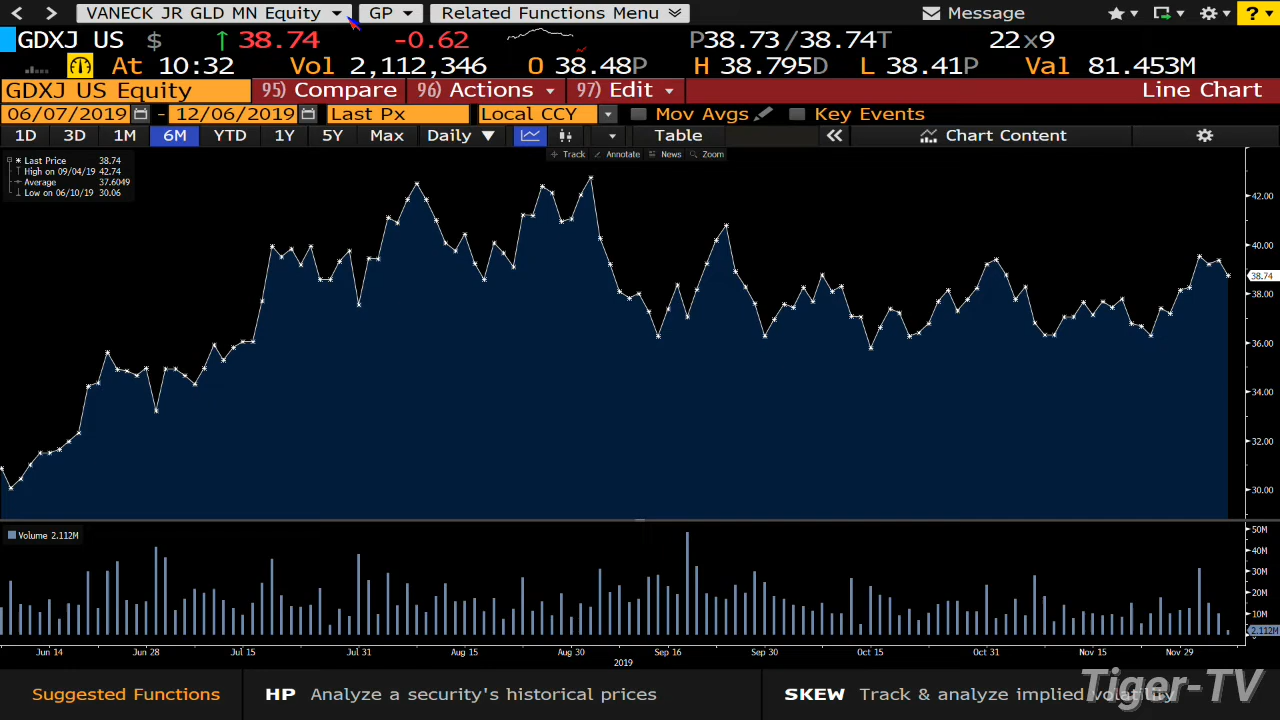 VANECK JR GLD MN Equity GP Related Functions Menu Message ?
GDXJ US $ ↑ 38.74 -0.62 P38.73 / 38.74T 22x9
At 10:32 Vol 2,112,346 O 38.48P H 38.795D L 38.41P Val 81.453M
GDXJ US Equity 95) Compare 96) Actions 97) Edit Line Chart
06/07/2019 - 12/06/2019 Last Px Local CCY Mov Avgs Key Events
1D 3D 1M 6M YTD 1Y 5Y Max Daily ▼ Table « Chart Content
Track Annotate News Zoom
Last Price 38.74
High on 09/04/19 42.74
Average 37.6049
Low on 06/10/19 30.06
42.00
40.00
38.74
38.00
36.00
34.00
32.00
30.00
Volume 2.112M
50M
40M
30M
20M
10M
2.112M
Jun 14 Jun 28 Jul 15 Jul 31 Aug 15 Aug 30 Sep 16 Sep 30 Oct 15 Oct 31 Nov 15 Nov 29
2019
Suggested Functions HP Analyze a security's historical prices SKEW Track & analyze implied volatility
Tiger-TV